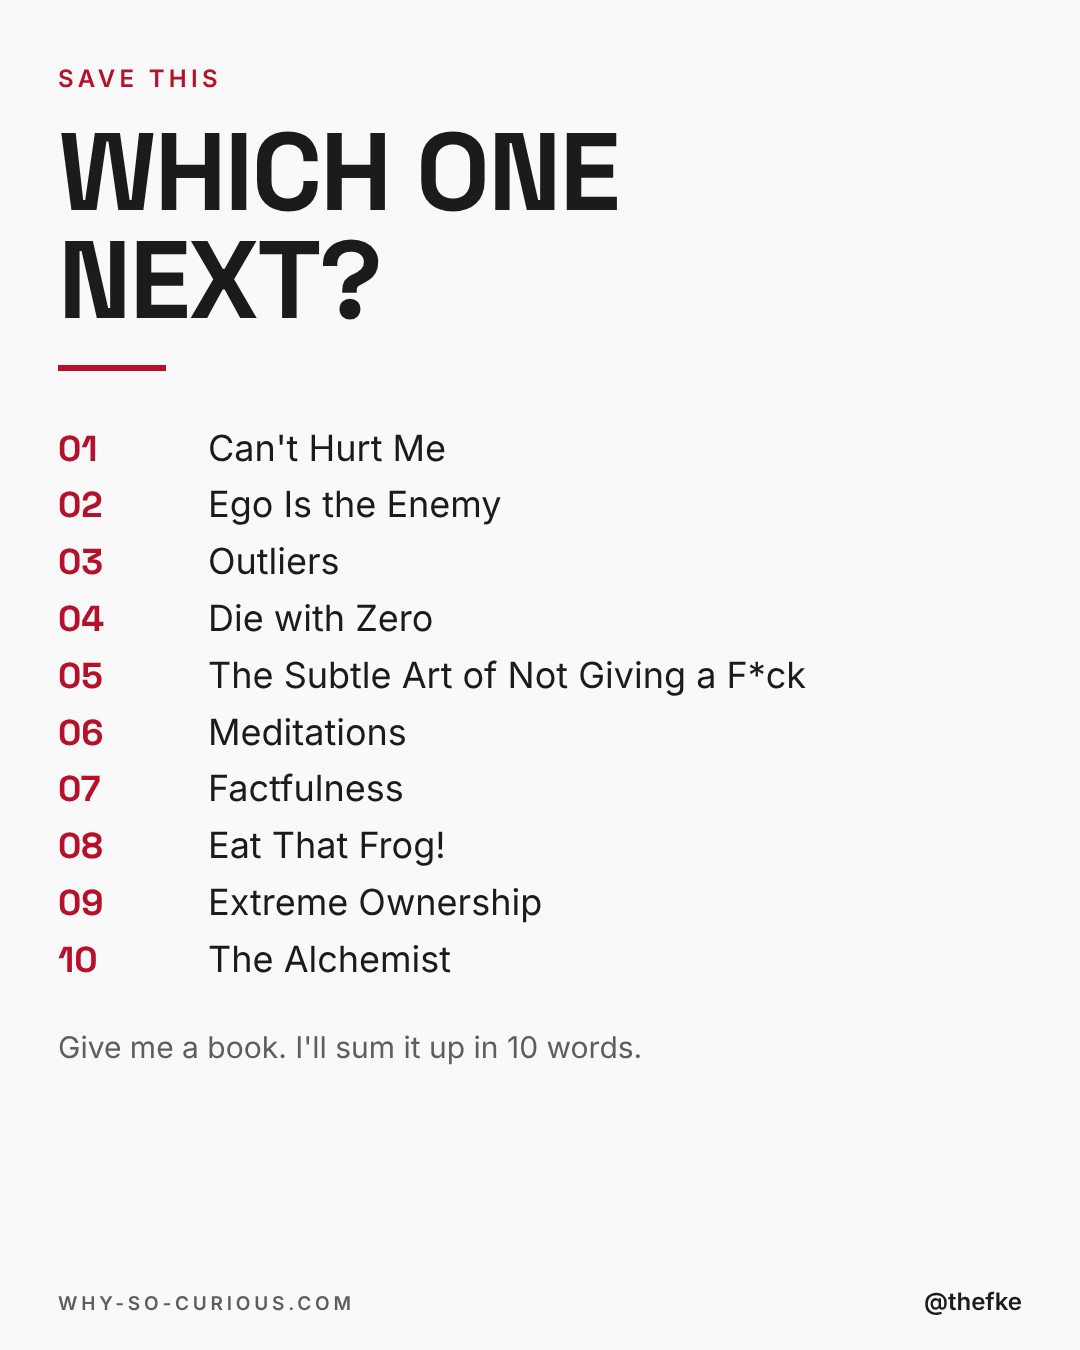 SAVE THIS
WHICH ONE
NEXT?
01 Can't Hurt Me
02 Ego Is the Enemy
03 Outliers
04 Die with Zero
05 The Subtle Art of Not Giving a F*ck
06 Meditations
07 Factfulness
08 Eat That Frog!
09 Extreme Ownership
10 The Alchemist
Give me a book. I'll sum it up in 10 words.
WHY-SO-CURIOUS.COM @thefke